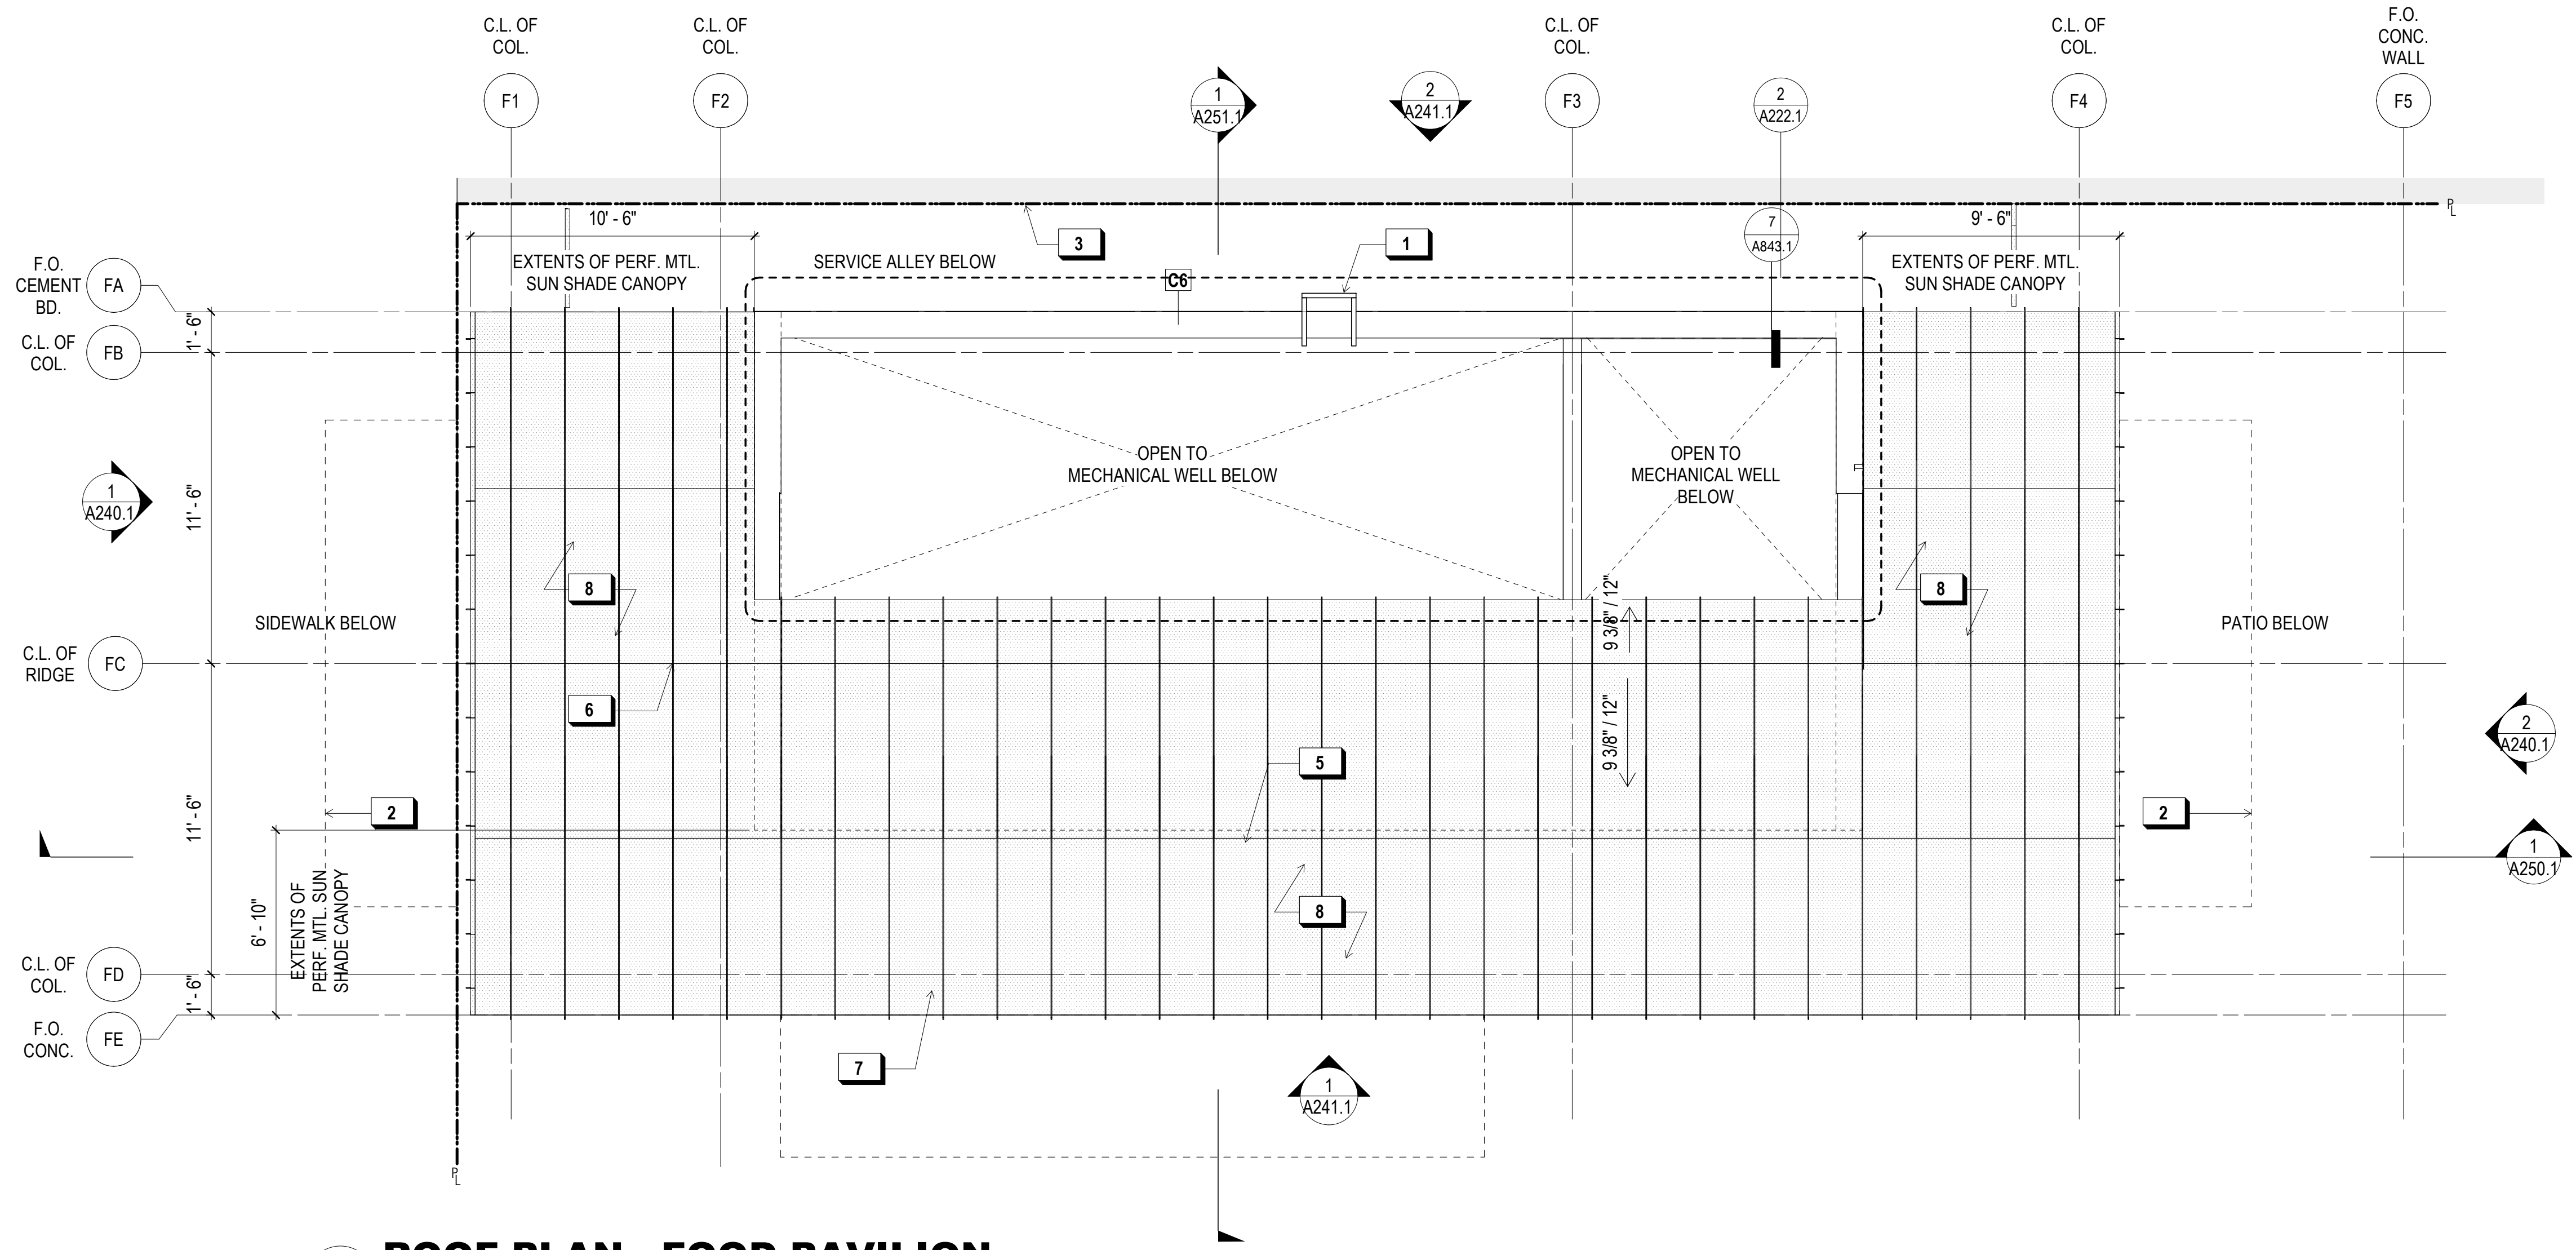 C.L. OF
COL.
C.L. OF
COL.
C.L. OF
COL.
C.L. OF
COL.
F.O.
CONC.
WALL
F1
F2
1
A251.1
2
A241.1
F3
2
A222.1
F4
F5
PL
10' - 6"
9' - 6"
3
1
7
A843.1
EXTENTS OF PERF. MTL.
SUN SHADE CANOPY
SERVICE ALLEY BELOW
EXTENTS OF PERF. MTL.
SUN SHADE CANOPY
C6
F.O.
CEMENT
BD.
FA
1' - 6"
C.L. OF
COL.
FB
OPEN TO
MECHANICAL WELL BELOW
OPEN TO
MECHANICAL WELL
BELOW
1
A240.1
11' - 6"
8
8
SIDEWALK BELOW
9 3/8" / 12"
PATIO BELOW
C.L. OF
RIDGE
FC
6
9 3/8" / 12"
2
A240.1
5
2
11' - 6"
2
1
A250.1
6' - 10"
EXTENTS OF
PERF. MTL. SUN
SHADE CANOPY
8
C.L. OF
COL.
FD
1' - 6"
F.O.
CONC.
FE
7
1
A241.1
PL
ROOF PLAN - FOOD PAVILION